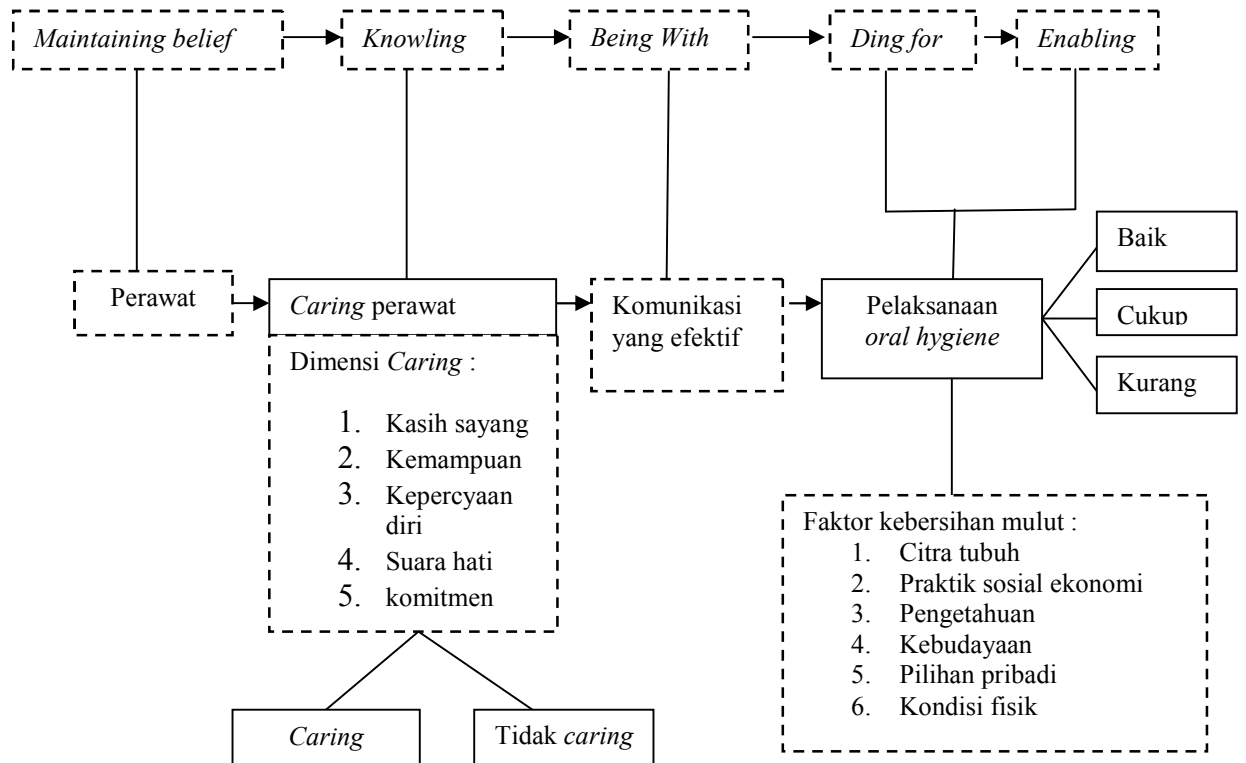 Maintaining belief
Knowling
Being With
Ding for
Enabling
Perawat
Caring perawat
Komunikasi
yang efektif
Pelaksanaan
oral hygiene
Baik
Cukup
Kurang
Dimensi Caring :
1. Kasih sayang
2. Kemampuan
3. Kepercyaan
diri
4. Suara hati
5. komitmen
Faktor kebersihan mulut :
1. Citra tubuh
2. Praktik sosial ekonomi
3. Pengetahuan
4. Kebudayaan
5. Pilihan pribadi
6. Kondisi fisik
Caring
Tidak caring